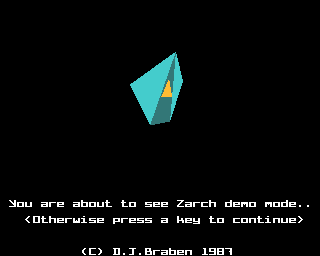 You are about to see Zarch demo mode..
(Otherwise press a key to continue)
(C) D.J.Braben 1987